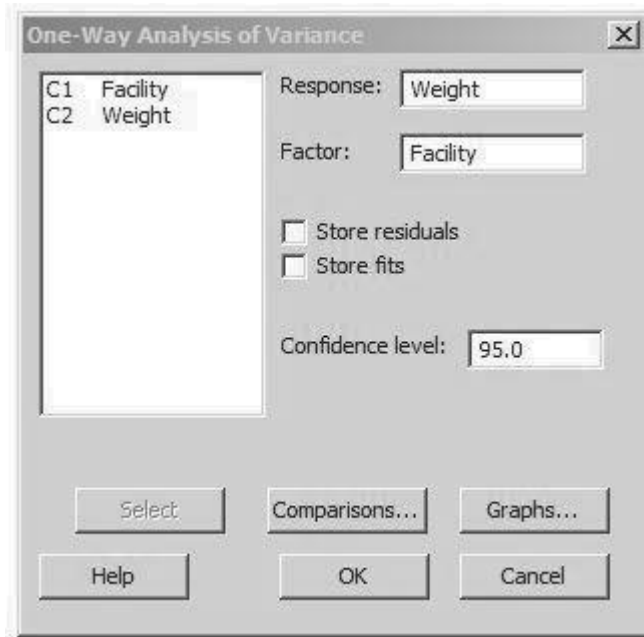 One-Way Analysis of Variance
C1 Facility
C2 Weight
Response: Weight
Factor: Facility
Store residuals
Store fits
Confidence level: 95.0
Select Comparisons... Graphs...
Help OK Cancel